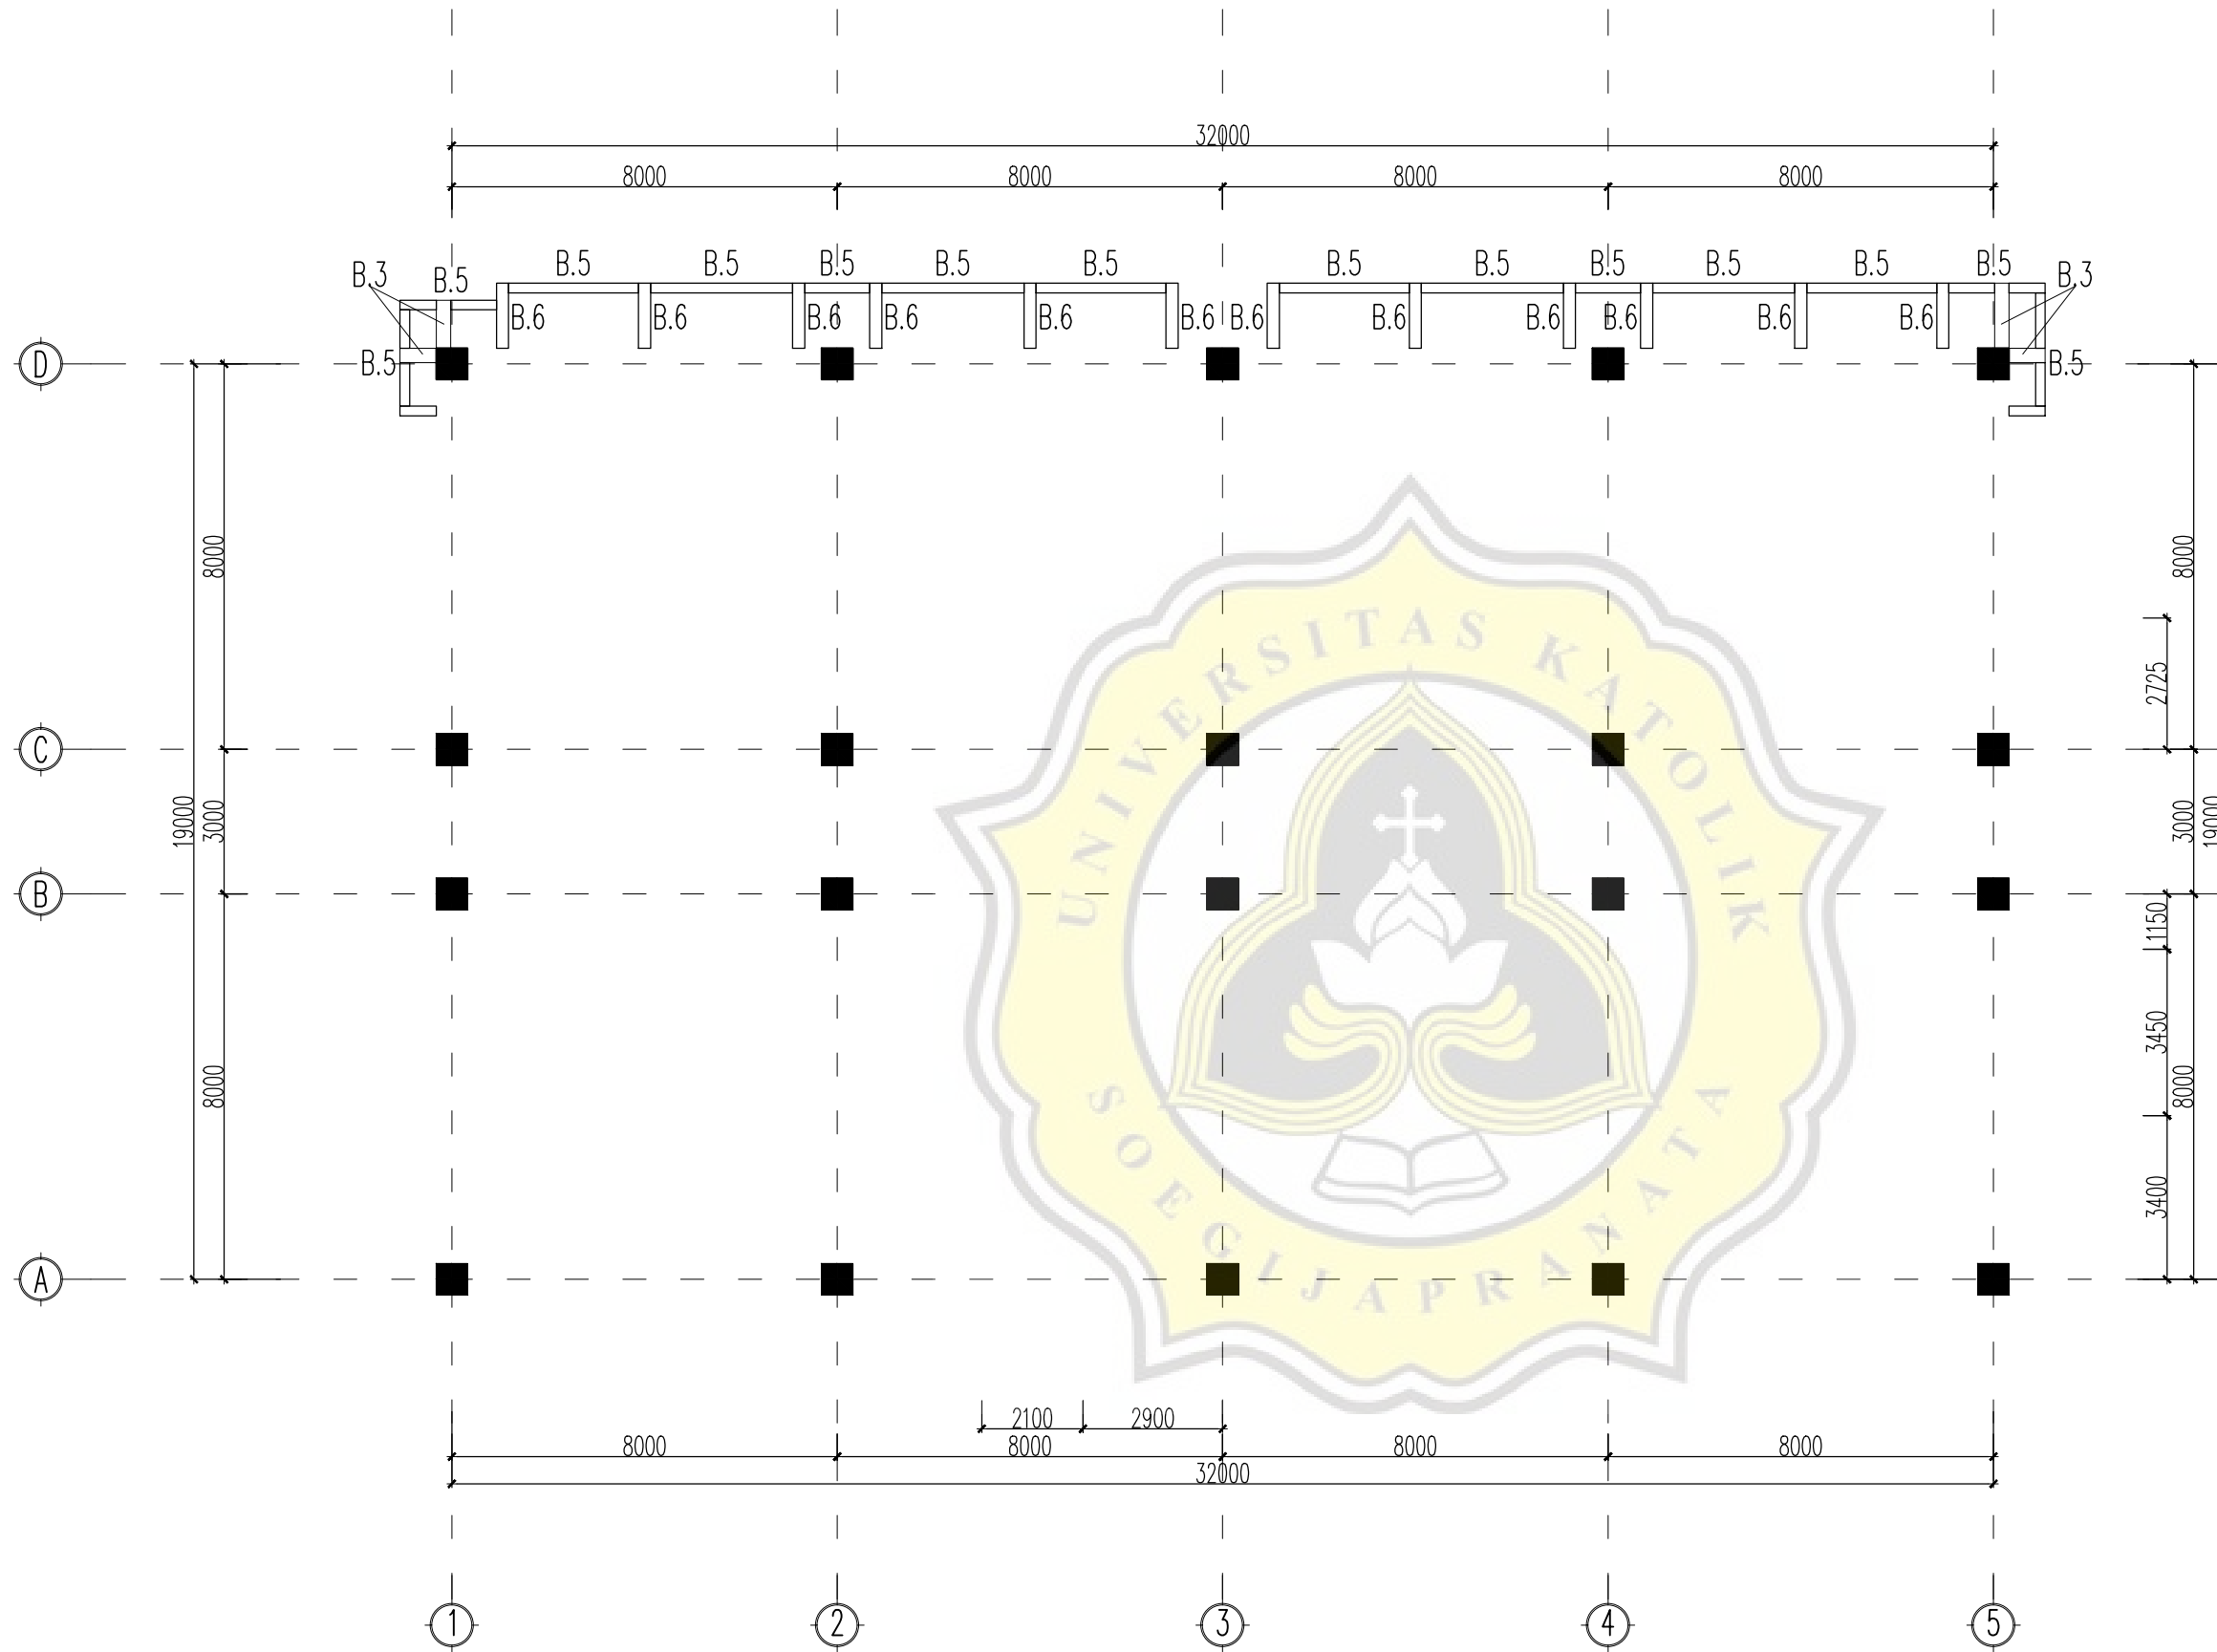 32000
8000 8000 8000 8000
B.5 B.5 B.5 B.5 B.5 B.5 B.5 B.5 B.5 B.5 B.5
B.3 B.3
B.6 B.6 B.6 B.6 B.6 B.6 B.6 B.6 B.6 B.6 B.6 B.6
D B.5 B.5
8000 8000
2725
C
19000 3000 3000 19000
B
1150
3450
8000 8000
3400
A
UNIVERSITAS KATOLIK
SOEGIJAPRANATA
2100 2900
8000 8000 8000 8000
32000
1 2 3 4 5